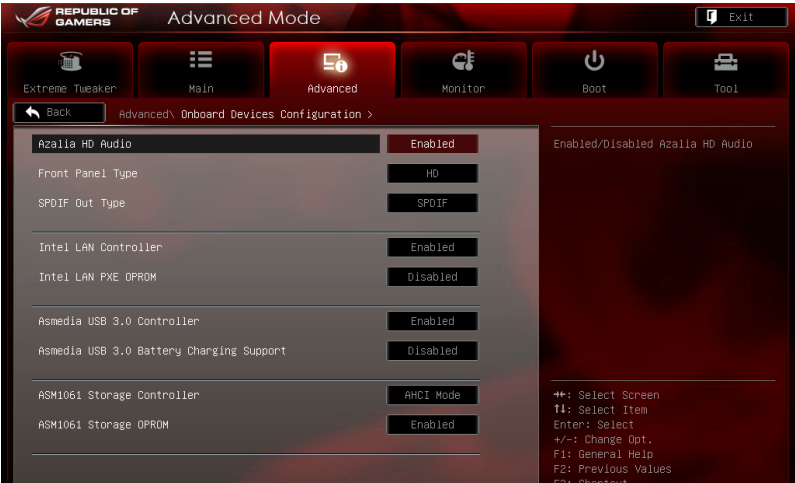 REPUBLIC OF
GAMERS
Advanced Mode
Exit
Extreme Tweaker
Main
Advanced
Monitor
Boot
Tool
Back
Advanced\ Onboard Devices Configuration >
Azalia HD Audio Enabled
Enabled/Disabled Azalia HD Audio
Front Panel Type HD
SPDIF Out Type SPDIF
Intel LAN Controller Enabled
Intel LAN PXE OPROM Disabled
Asmedia USB 3.0 Controller Enabled
Asmedia USB 3.0 Battery Charging Support Disabled
ASM1061 Storage Controller AHCI Mode
ASM1061 Storage OPROM Enabled
→←: Select Screen
↑↓: Select Item
Enter: Select
+/-: Change Opt.
F1: General Help
F2: Previous Values
F3: Shortcut